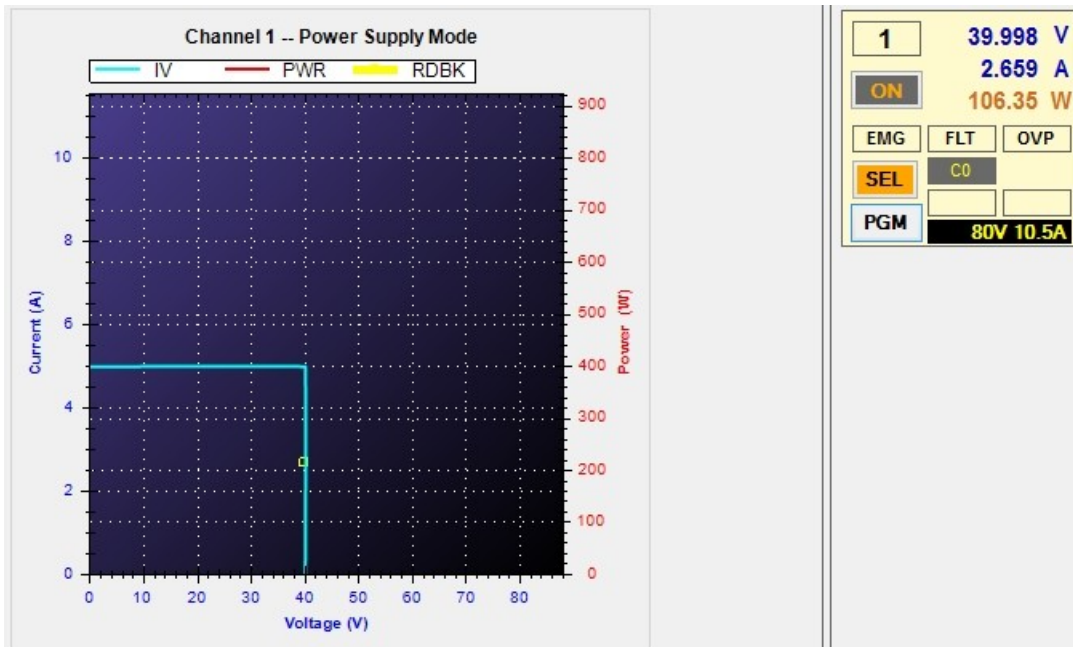 Channel 1 -- Power Supply Mode
IV PWR RDBK
10
8
6
4
2
0
Current (A)
900
800
700
600
500
400
300
200
100
0
Power (W)
0 10 20 30 40 50 60 70 80
Voltage (V)
1 39.998 V
2.659 A
ON 106.35 W
EMG FLT OVP
SEL C0
PGM 80V 10.5A